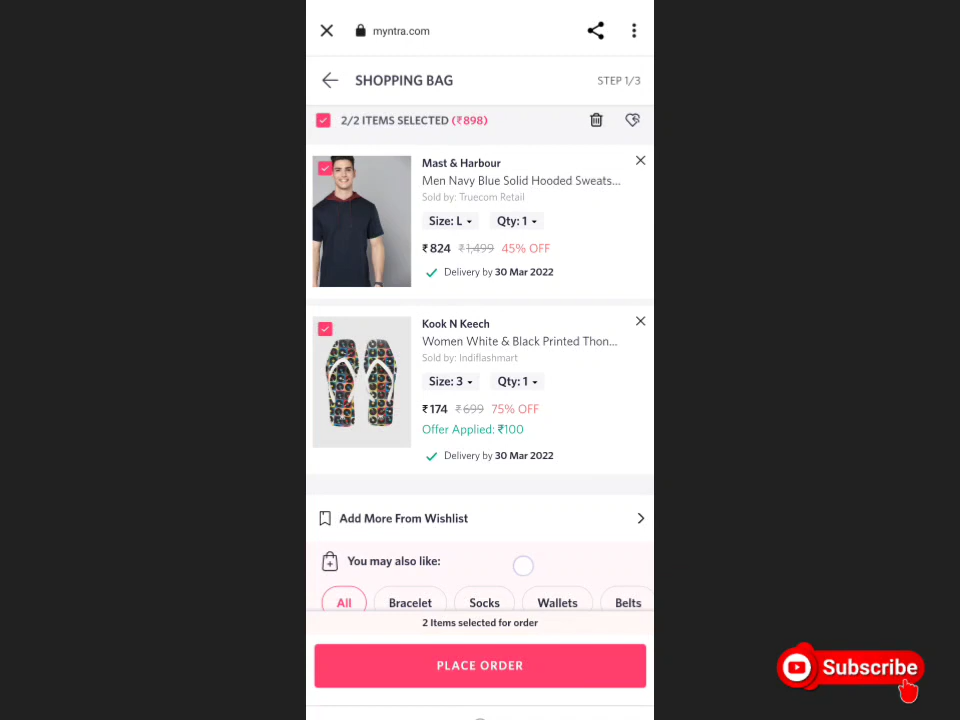 myntra.com
SHOPPING BAG
STEP 1/3
2/2 ITEMS SELECTED (₹898)
Mast & Harbour
Men Navy Blue Solid Hooded Sweats...
Sold by: Truecom Retail
Size: L
Qty: 1
₹824 ₹1,499 45% OFF
Delivery by 30 Mar 2022
Kook N Keech
Women White & Black Printed Thon...
Sold by: Indiflashmart
Size: 3
Qty: 1
₹174 ₹699 75% OFF
Offer Applied: ₹100
Delivery by 30 Mar 2022
Add More From Wishlist
You may also like:
All
Bracelet
Socks
Wallets
Belts
2 Items selected for order
PLACE ORDER
Subscribe